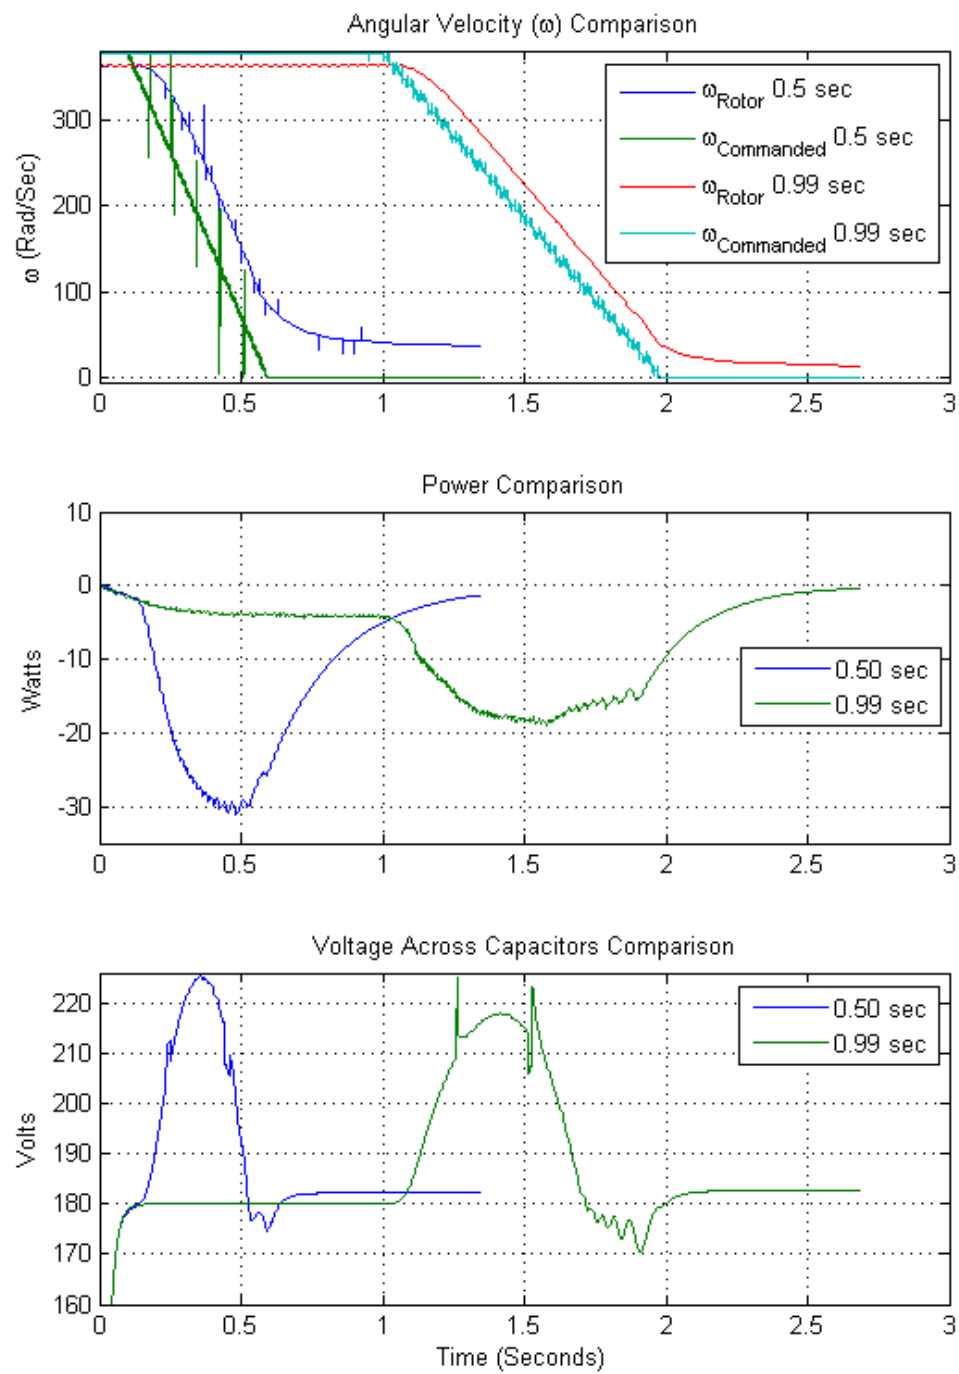 Angular Velocity (ω) Comparison
ω (Rad/Sec)
300
200
100
0
ωRotor 0.5 sec
ωCommanded 0.5 sec
ωRotor 0.99 sec
ωCommanded 0.99 sec
0 0.5 1 1.5 2 2.5 3
Power Comparison
Watts
10
0
-10
-20
-30
0.50 sec
0.99 sec
0 0.5 1 1.5 2 2.5 3
Voltage Across Capacitors Comparison
Volts
220
210
200
190
180
170
160
0.50 sec
0.99 sec
0 0.5 1 1.5 2 2.5 3
Time (Seconds)